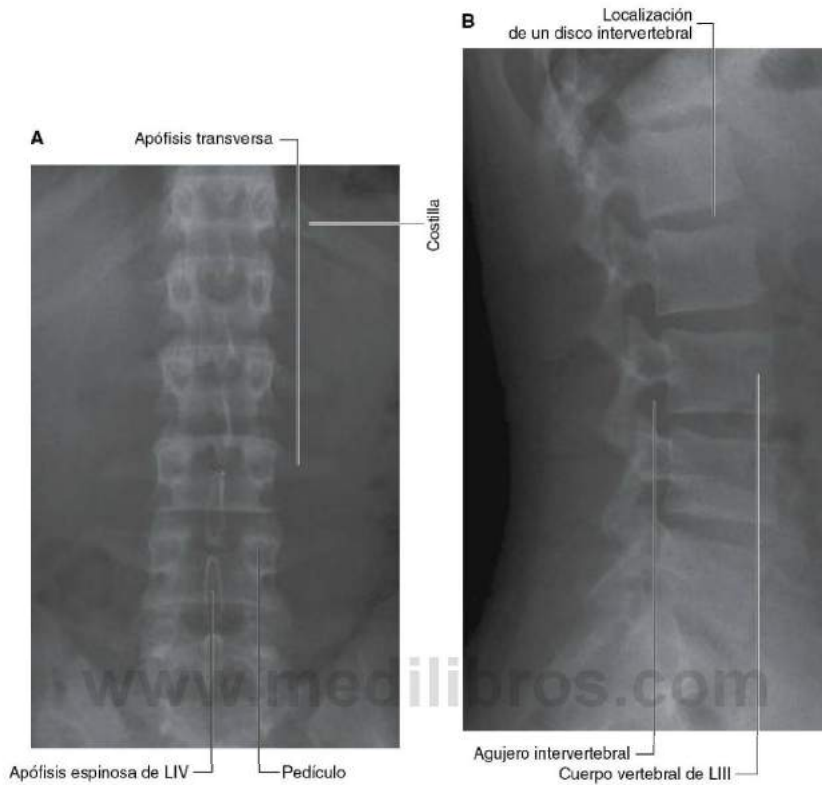 A
Apófisis transversa
Costilla
Apófisis espinosa de LIV
Pedículo
B
Localización
de un disco intervertebral
Agujero intervertebral
Cuerpo vertebral de LIII
www.medilibros.com